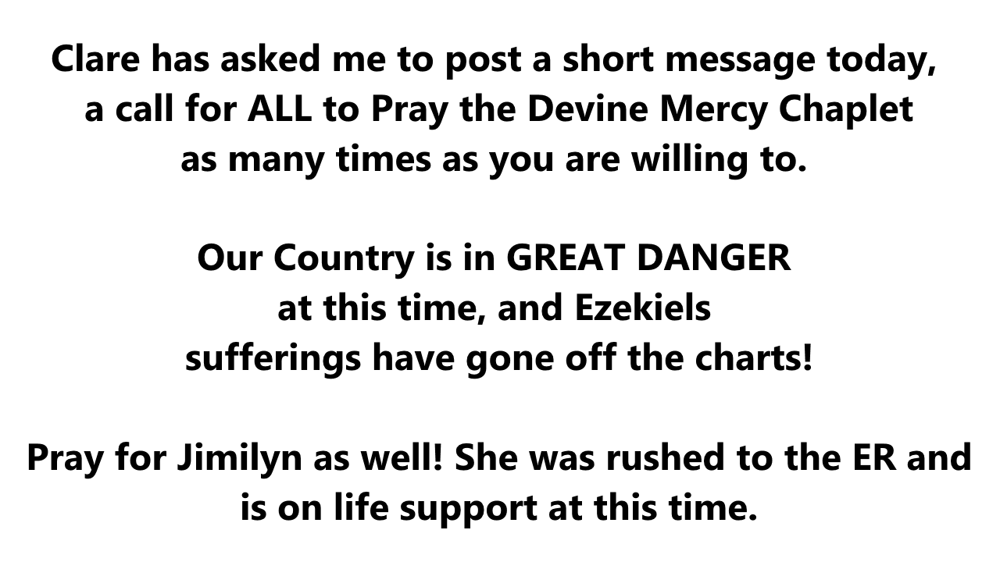 Clare has asked me to post a short message today,
a call for ALL to Pray the Devine Mercy Chaplet
as many times as you are willing to.
Our Country is in GREAT DANGER
at this time, and Ezekiels
sufferings have gone off the charts!
Pray for Jimilyn as well! She was rushed to the ER and
is on life support at this time.